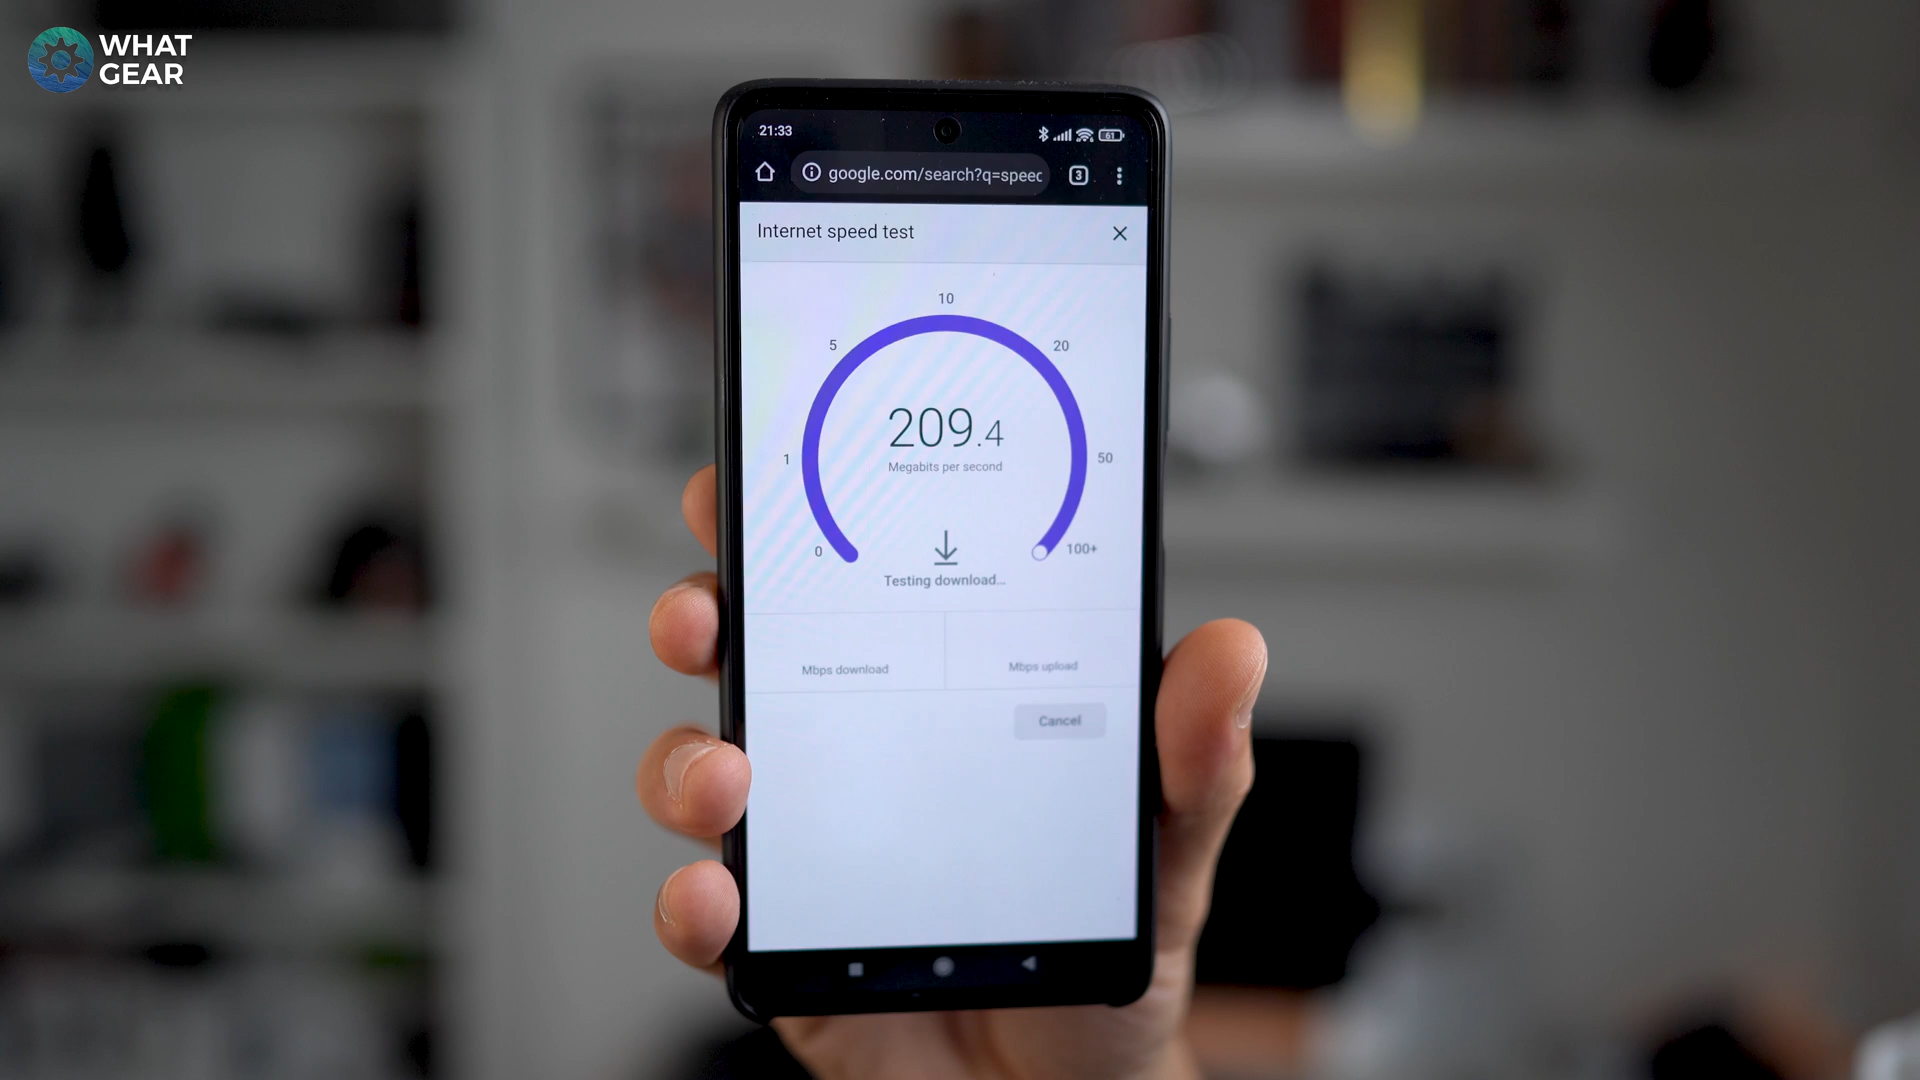 WHAT
GEAR
21:33
61
google.com/search?q=speec
3
Internet speed test
10
5
20
209.4
Megabits per second
1
50
0
100+
Testing download...
Mbps download
Mbps upload
Cancel